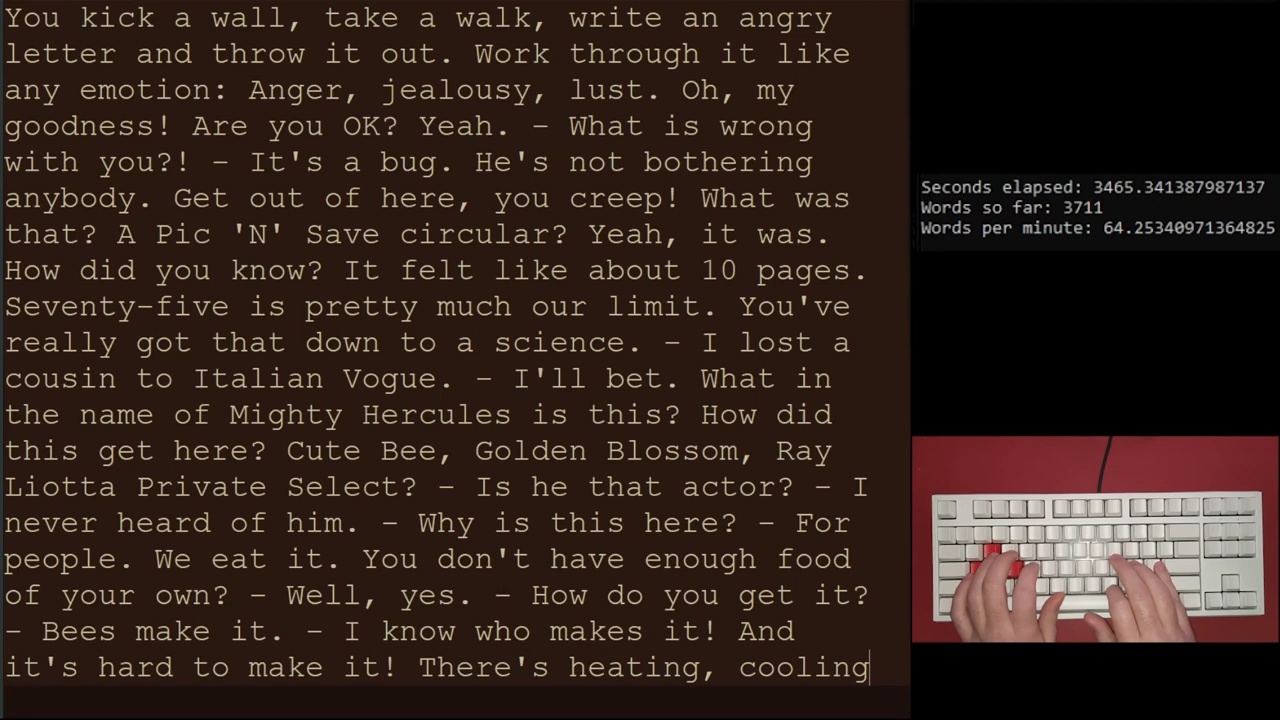 You kick a wall, take a walk, write an angry
letter and throw it out. Work through it like
any emotion: Anger, jealousy, lust. Oh, my
goodness! Are you OK? Yeah. - What is wrong
with you?! - It's a bug. He's not bothering
anybody. Get out of here, you creep! What was
that? A Pic 'N' Save circular? Yeah, it was.
How did you know? It felt like about 10 pages.
Seventy-five is pretty much our limit. You've
really got that down to a science. - I lost a
cousin to Italian Vogue. - I'll bet. What in
the name of Mighty Hercules is this? How did
this get here? Cute Bee, Golden Blossom, Ray
Liotta Private Select? - Is he that actor? - I
never heard of him. - Why is this here? - For
people. We eat it. You don't have enough food
of your own? - Well, yes. - How do you get it?
- Bees make it. - I know who makes it! And
it's hard to make it! There's heating, cooling
Seconds elapsed: 3465.341387987137
Words so far: 3711
Words per minute: 64.25340971364825